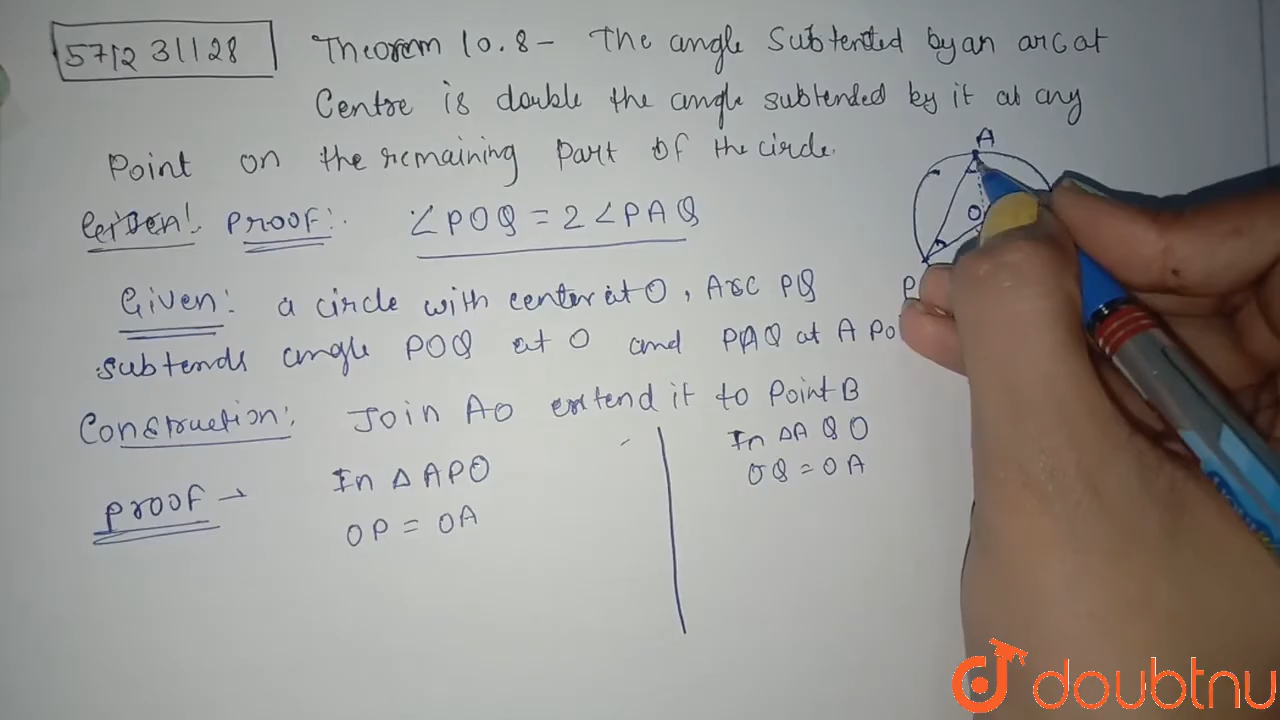 5712 31128
Theorem 10.8 - The angle Subtended by an arc at
Centre is double the angle subtended by it at any
Point on the remaining Part of the circle.
Proof:. ∠POQ = 2∠PAQ
Given: a circle with center at O, Arc PQ
subtends angle POQ at O and PAQ at A Po
Construction: Join AO extend it to Point B
Proof → In △APO
OP = OA
In △AQO
OQ = OA
A
O
P
doubtnut